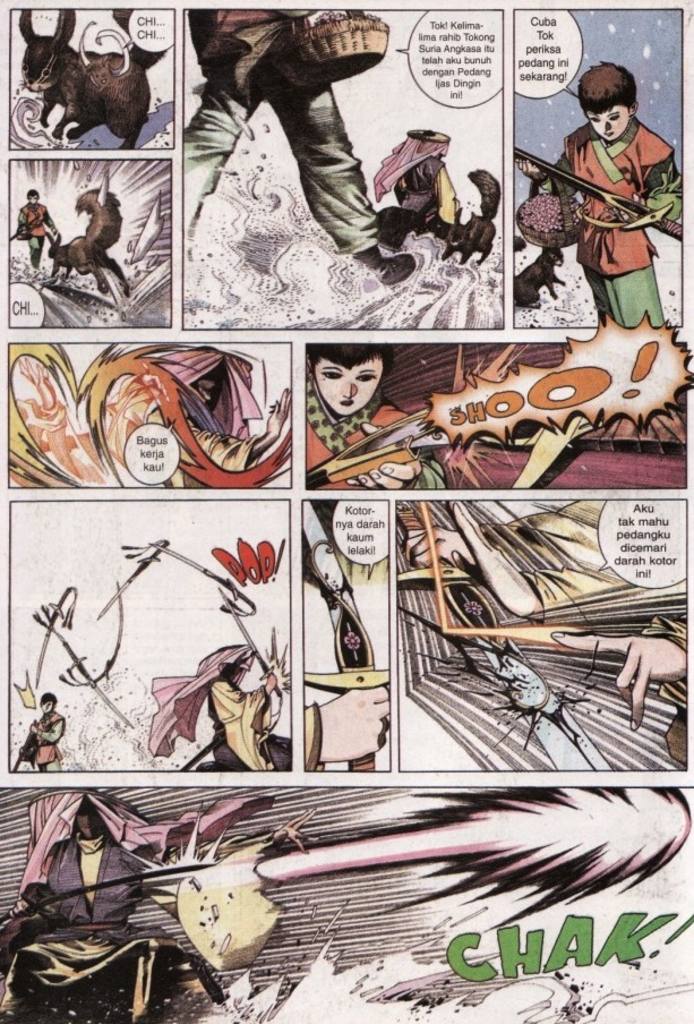 CHI...
CHI...
Tok! Kelima-
lima rahib Tokong
Suria Angkasa itu
telah aku bunuh
dengan Pedang
Ijas Dingin
ini!
Cuba
Tok
periksa
pedang ini
sekarang!
CHI...
Bagus
kerja
kau!
SHOO!
POP!
Kotor-
nya darah
kaum
lelaki!
Aku
tak mahu
pedangku
dicemari
darah kotor
ini!
CHAK!